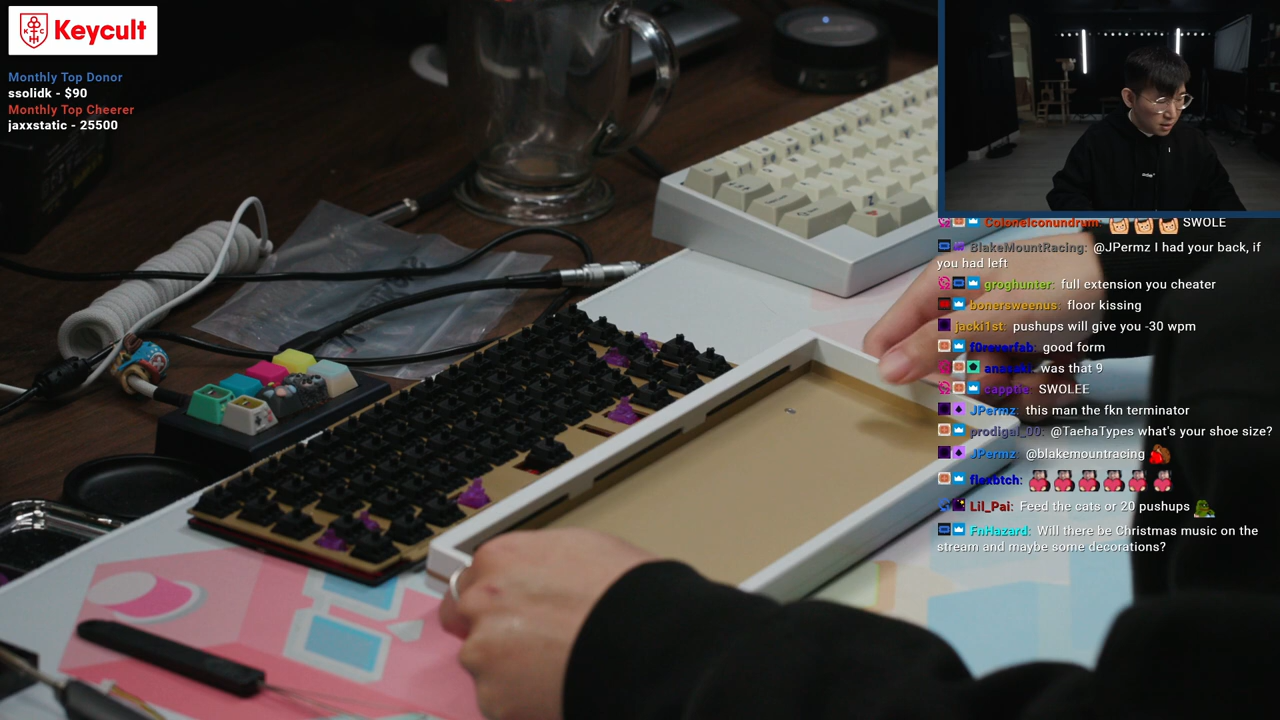 Keycult
Monthly Top Donor
ssolidk - $90
Monthly Top Cheerer
jaxxstatic - 25500
ColonelConundrum: SWOLE
BlakeMountRacing: @JPermz I had your back, if
you had left
groghunter: full extension you cheater
bonersweenus: floor kissing
jacki1st: pushups will give you -30 wpm
f0reverfab: good form
was that 9
capptie: SWOLEE
JPermz: this man the fkn terminator
prodigal_00: @TaehaTypes what's your shoe size?
JPermz: @blakemountracing
flexbtch:
Lil_Pai: Feed the cats or 20 pushups
FnHazard: Will there be Christmas music on the
stream and maybe some decorations?